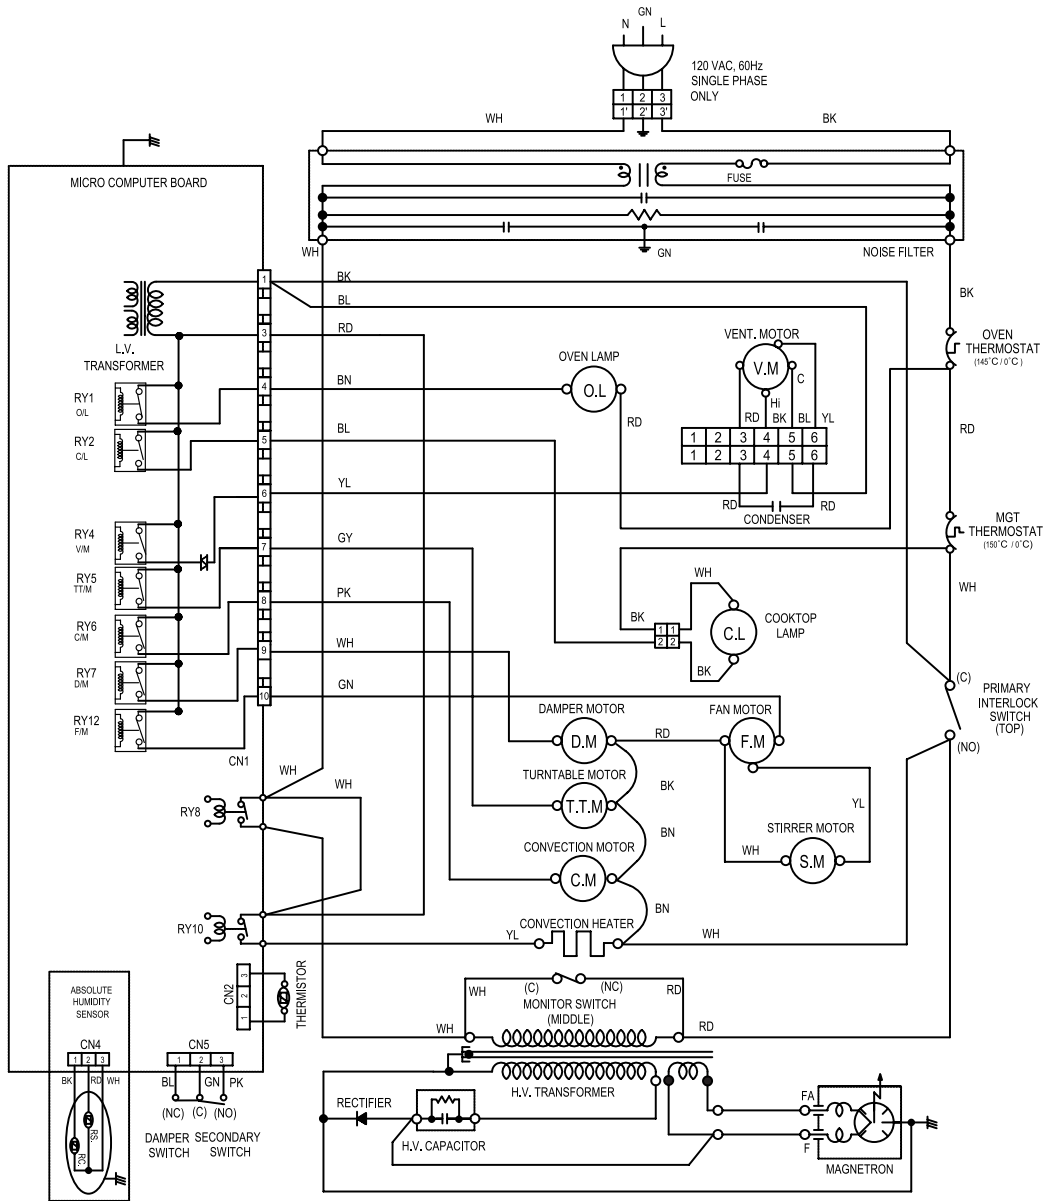 GN
N L
120 VAC, 60Hz
SINGLE PHASE
ONLY
1 2 3
1' 2' 3'
WH BK
MICRO COMPUTER BOARD
FUSE
WH GN NOISE FILTER
1 BK
BL
BK
3 RD
L.V.
TRANSFORMER
OVEN
THERMOSTAT
(145°C / 0°C)
VENT. MOTOR
V.M
C
Hi
RD BK BL YL
1 2 3 4 5 6
1 2 3 4 5 6
RD RD
CONDENSER
OVEN LAMP
O.L
RD
RY1
O/L
4 BN
RY2
C/L
5 BL
RD
6 YL
RY4
V/M
7 GY
MGT
THERMOSTAT
(150°C / 0°C)
RY5
TT/M
WH
8 PK
RY6
C/M
BK
1 1
2 2
WH
BK
C.L
COOKTOP
LAMP
9 WH
RY7
D/M
10 GN
RY12
F/M
CN1
(C)
PRIMARY
INTERLOCK
SWITCH
(TOP)
(NO)
DAMPER MOTOR
D.M
RD
FAN MOTOR
F.M
WH
WH
BK
TURNTABLE MOTOR
T.T.M
RY8
BN
YL
STIRRER MOTOR
S.M
WH
CONVECTION MOTOR
C.M
BN
RY10
CONVECTION HEATER
YL
WH
CN2
3
2
1
THERMISTOR
WH
(C) (NC)
RD
MONITOR SWITCH
(MIDDLE)
WH RD
ABSOLUTE
HUMIDITY
SENSOR
CN4
1 2 3
BK RD WH
RS.
RC.
CN5
1 2 3
BL GN PK
(NC) (C) (NO)
DAMPER
SWITCH
SECONDARY
SWITCH
H.V. TRANSFORMER
RECTIFIER
H.V. CAPACITOR
FA
F
MAGNETRON